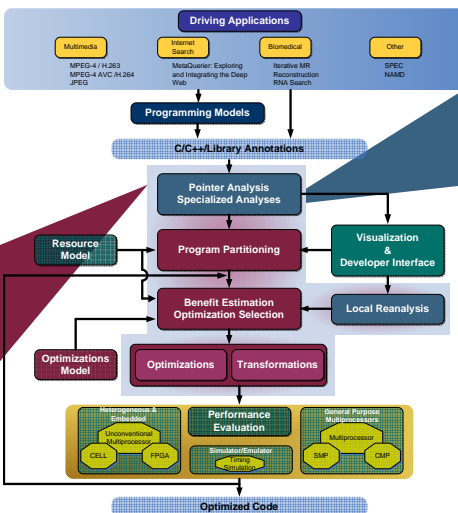 Driving Applications
Multimedia
Internet
Search
Biomedical
Other
MPEG-4 / H.263
MPEG-4 AVC /H.264
JPEG
MetaQuerier: Exploring
and Integrating the Deep
Web
Iterative MR
Reconstruction
RNA Search
SPEC
NAMD
Programming Models
C/C++/Library Annotations
Pointer Analysis
Specialized Analyses
Resource
Model
Program Partitioning
Visualization
&
Developer Interface
Benefit Estimation
Optimization Selection
Local Reanalysis
Optimizations
Model
Optimizations
Transformations
Heterogeneous &
Embedded
Unconventional
Multiprocessor
CELL
FPGA
Performance
Evaluation
Simulator/Emulator
Timing
Simulation
General Purpose
Multiprocessors
Multiprocessor
SMP
CMP
Optimized Code